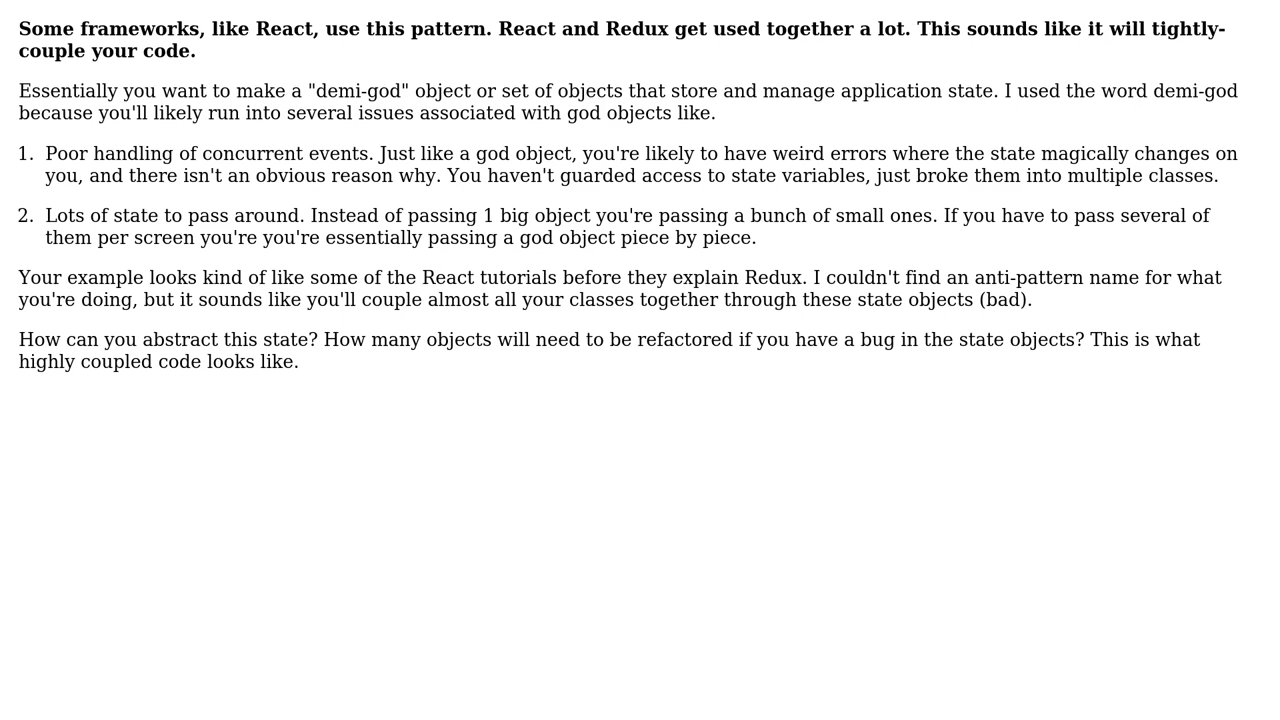 Some frameworks, like React, use this pattern. React and Redux get used together a lot. This sounds like it will tightly-
couple your code.
Essentially you want to make a "demi-god" object or set of objects that store and manage application state. I used the word demi-god
because you'll likely run into several issues associated with god objects like.
1. Poor handling of concurrent events. Just like a god object, you're likely to have weird errors where the state magically changes on
you, and there isn't an obvious reason why. You haven't guarded access to state variables, just broke them into multiple classes.
2. Lots of state to pass around. Instead of passing 1 big object you're passing a bunch of small ones. If you have to pass several of
them per screen you're you're essentially passing a god object piece by piece.
Your example looks kind of like some of the React tutorials before they explain Redux. I couldn't find an anti-pattern name for what
you're doing, but it sounds like you'll couple almost all your classes together through these state objects (bad).
How can you abstract this state? How many objects will need to be refactored if you have a bug in the state objects? This is what
highly coupled code looks like.